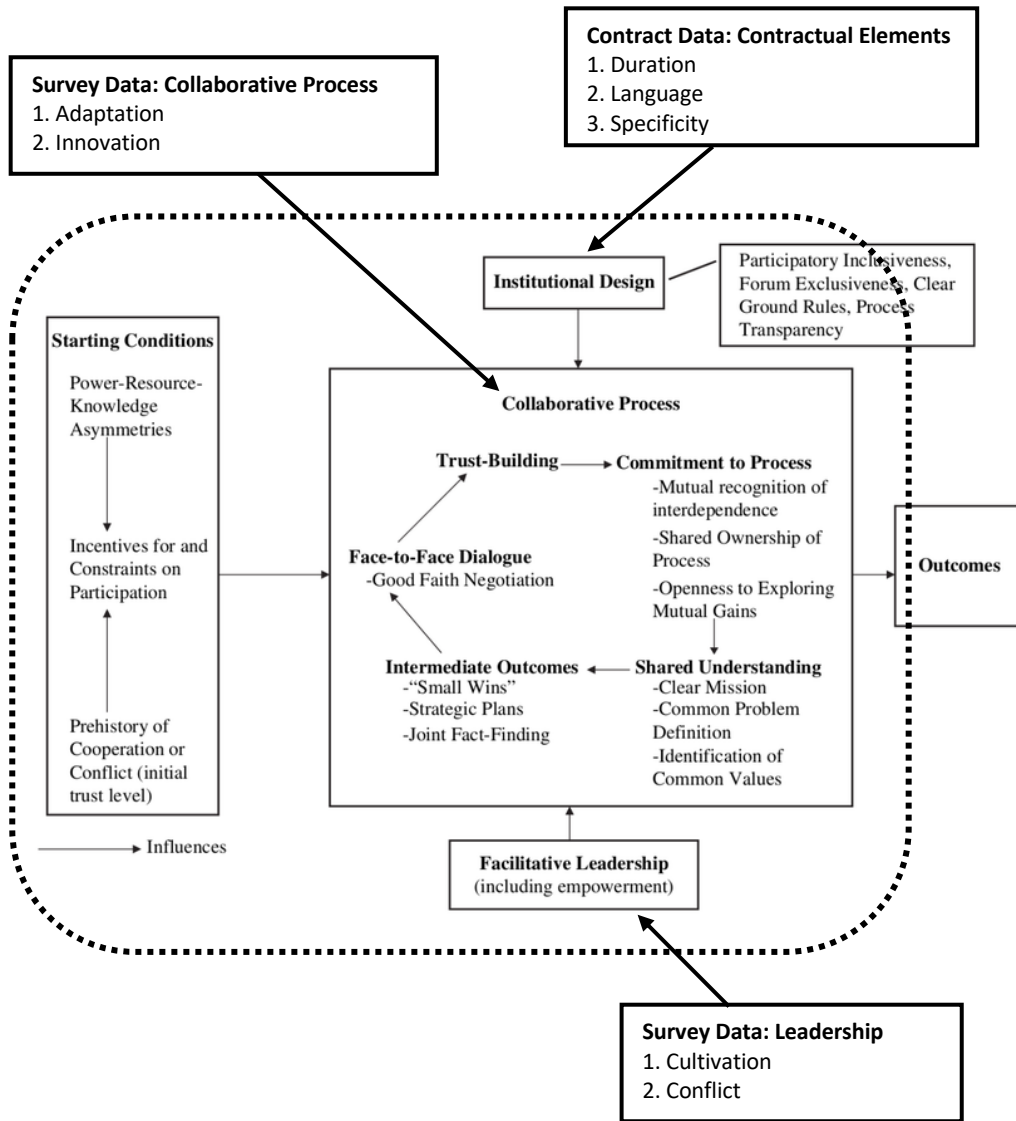 Contract Data: Contractual Elements
1. Duration
2. Language
3. Specificity
Survey Data: Collaborative Process
1. Adaptation
2. Innovation
Institutional Design
Participatory Inclusiveness,
Forum Exclusiveness, Clear
Ground Rules, Process
Transparency
Starting Conditions
Power-Resource-
Knowledge
Asymmetries
Incentives for and
Constraints on
Participation
Prehistory of
Cooperation or
Conflict (initial
trust level)
Influences
Collaborative Process
Trust-Building
Commitment to Process
-Mutual recognition of
interdependence
-Shared Ownership of
Process
-Openness to Exploring
Mutual Gains
Face-to-Face Dialogue
-Good Faith Negotiation
Intermediate Outcomes
-“Small Wins”
-Strategic Plans
-Joint Fact-Finding
Shared Understanding
-Clear Mission
-Common Problem
Definition
-Identification of
Common Values
Outcomes
Facilitative Leadership
(including empowerment)
Survey Data: Leadership
1. Cultivation
2. Conflict